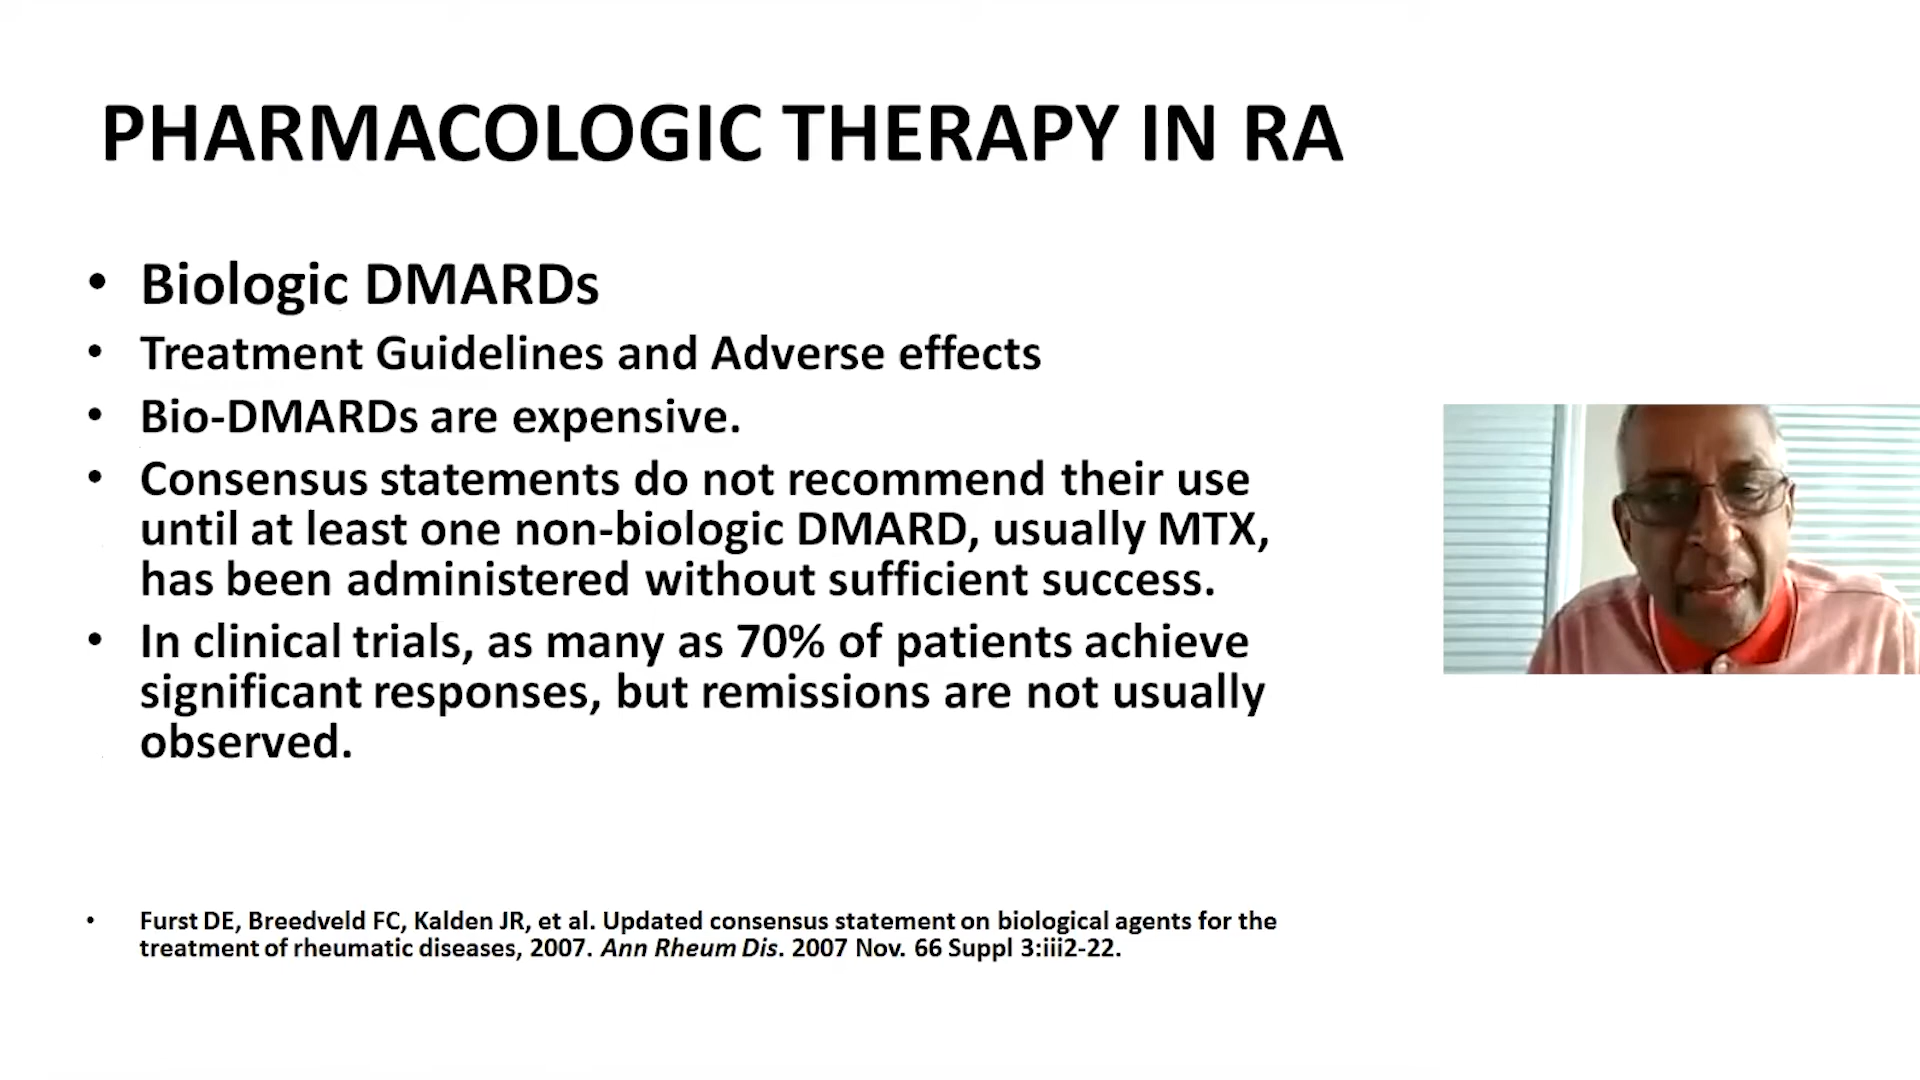 PHARMACOLOGIC THERAPY IN RA
• Biologic DMARDs
• Treatment Guidelines and Adverse effects
• Bio-DMARDs are expensive.
• Consensus statements do not recommend their use
until at least one non-biologic DMARD, usually MTX,
has been administered without sufficient success.
• In clinical trials, as many as 70% of patients achieve
significant responses, but remissions are not usually
observed.
• Furst DE, Breedveld FC, Kalden JR, et al. Updated consensus statement on biological agents for the
treatment of rheumatic diseases, 2007. Ann Rheum Dis. 2007 Nov. 66 Suppl 3:iii2-22.